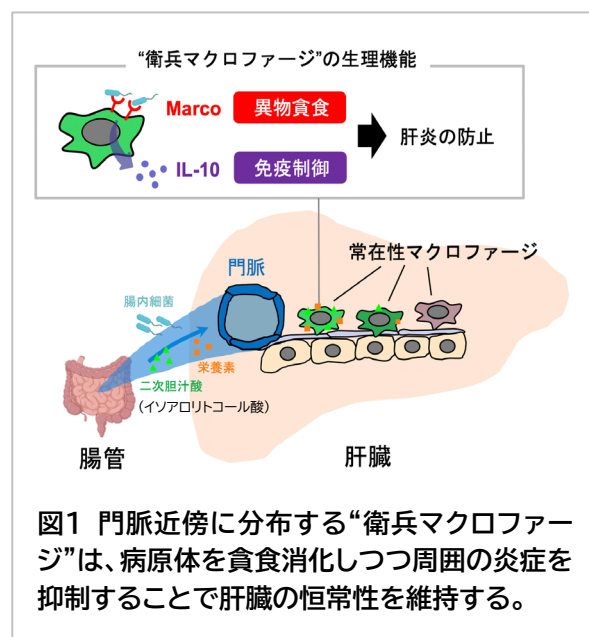 “衛兵マクロファージ”の生理機能
Marco 異物貪食
肝炎の防止
IL-10 免疫制御
常在性マクロファージ
門脈
腸内細菌
栄養素
二次胆汁酸
(イソアロリトコール酸)
腸管
肝臓
図1 門脈近傍に分布する“衛兵マクロファー
ジ”は、病原体を貪食消化しつつ周囲の炎症を
抑制することで肝臓の恒常性を維持する。